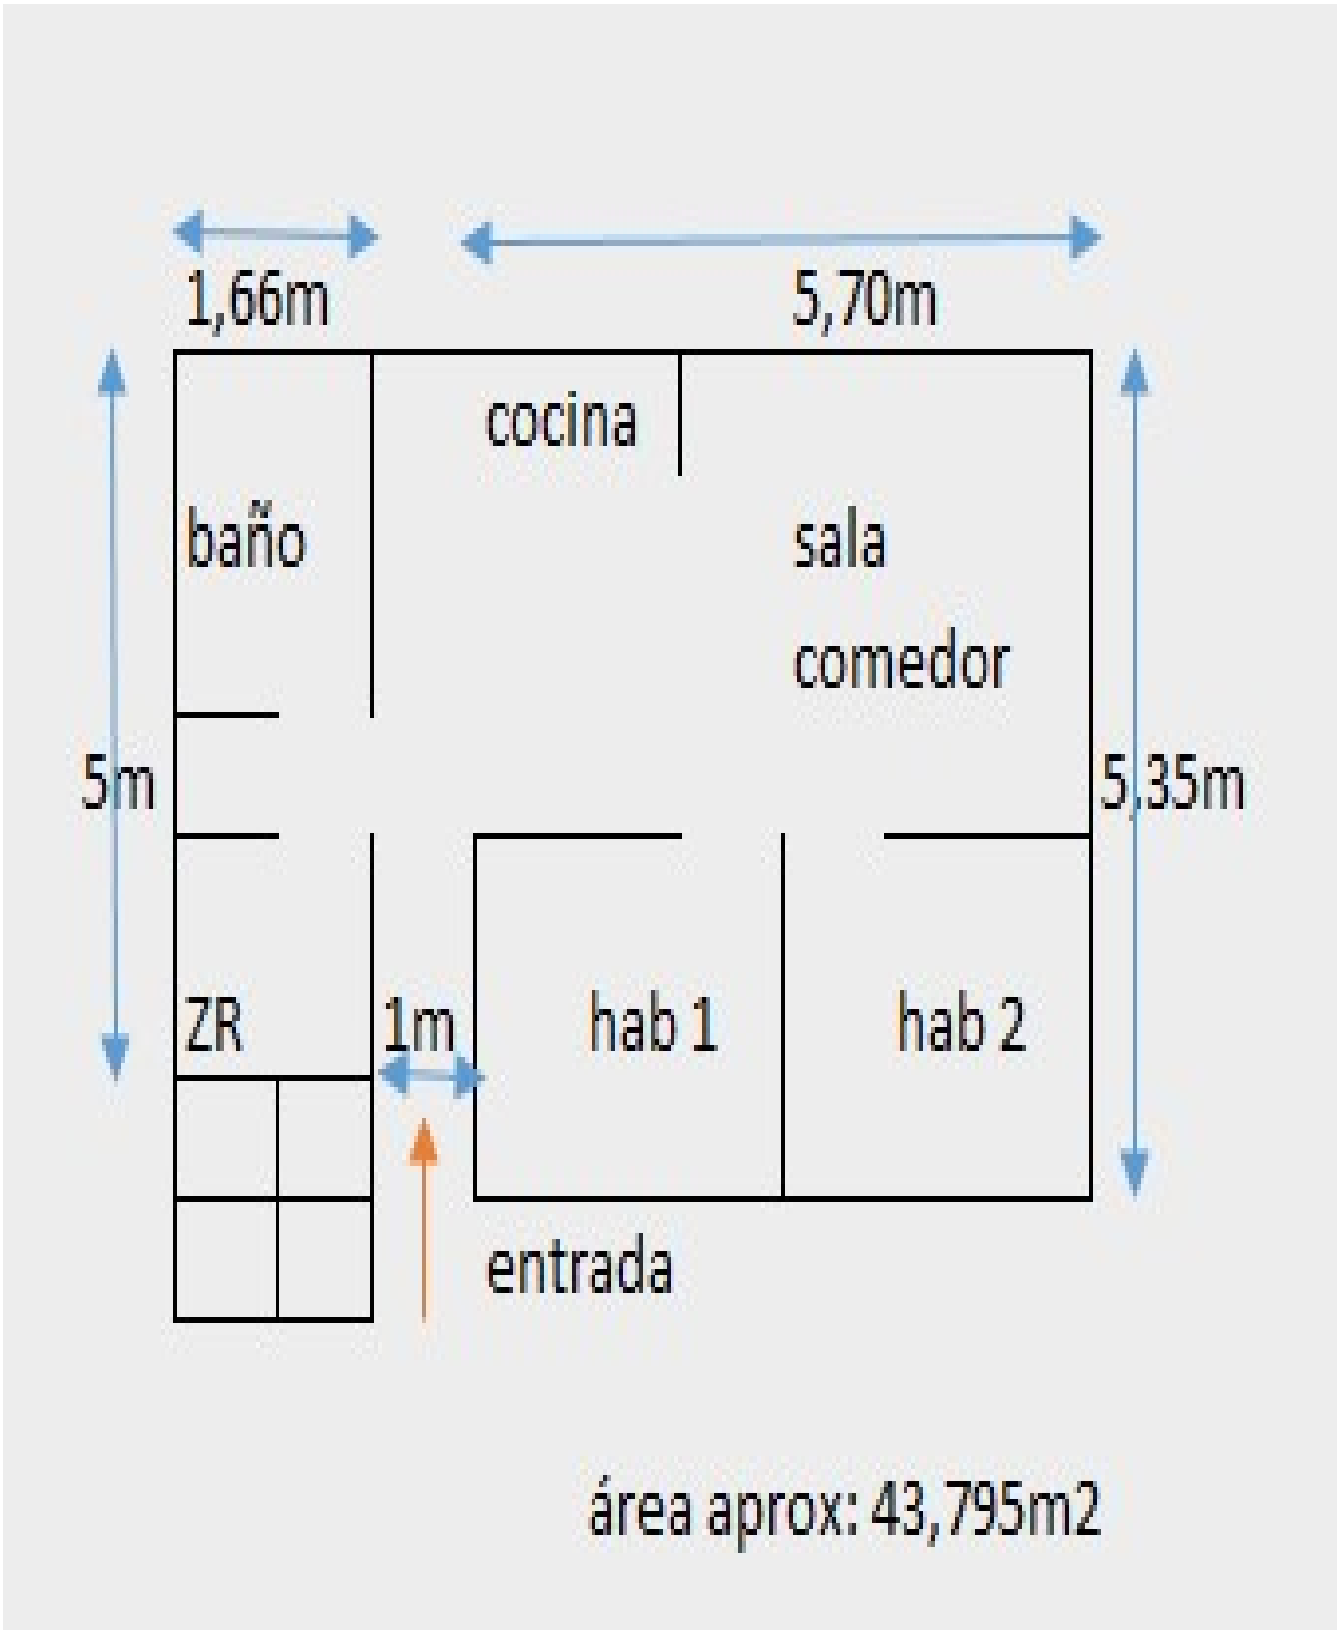 1,66m
5,70m
cocina
baño
sala
comedor
5m
5,35m
ZR
1m
hab 1
hab 2
entrada
área aprox: 43,795m2